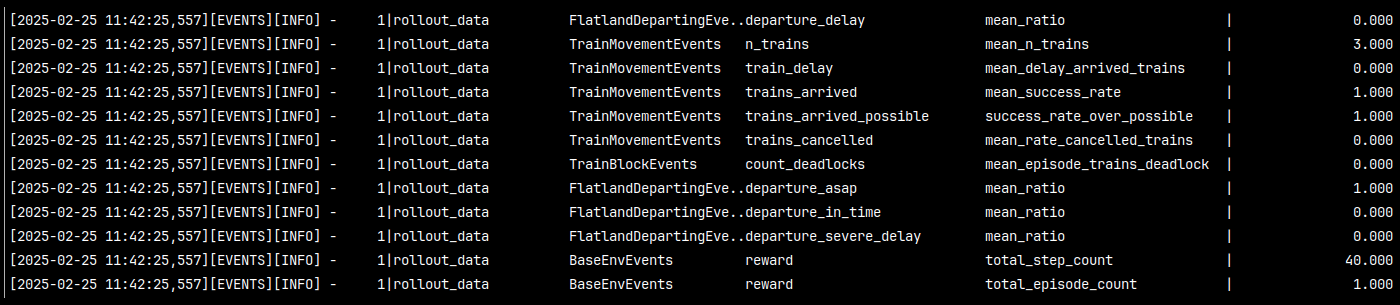 [2025-02-25 11:42:25,557][EVENTS][INFO] - 1|rollout_data FlatlandDepartingEve..departure_delay mean_ratio | 0.000
[2025-02-25 11:42:25,557][EVENTS][INFO] - 1|rollout_data TrainMovementEvents n_trains mean_n_trains | 3.000
[2025-02-25 11:42:25,557][EVENTS][INFO] - 1|rollout_data TrainMovementEvents train_delay mean_delay_arrived_trains | 0.000
[2025-02-25 11:42:25,557][EVENTS][INFO] - 1|rollout_data TrainMovementEvents trains_arrived mean_success_rate | 1.000
[2025-02-25 11:42:25,557][EVENTS][INFO] - 1|rollout_data TrainMovementEvents trains_arrived_possible success_rate_over_possible | 1.000
[2025-02-25 11:42:25,557][EVENTS][INFO] - 1|rollout_data TrainMovementEvents trains_cancelled mean_rate_cancelled_trains | 0.000
[2025-02-25 11:42:25,557][EVENTS][INFO] - 1|rollout_data TrainBlockEvents count_deadlocks mean_episode_trains_deadlock | 0.000
[2025-02-25 11:42:25,557][EVENTS][INFO] - 1|rollout_data FlatlandDepartingEve..departure_asap mean_ratio | 1.000
[2025-02-25 11:42:25,557][EVENTS][INFO] - 1|rollout_data FlatlandDepartingEve..departure_in_time mean_ratio | 0.000
[2025-02-25 11:42:25,557][EVENTS][INFO] - 1|rollout_data FlatlandDepartingEve..departure_severe_delay mean_ratio | 0.000
[2025-02-25 11:42:25,557][EVENTS][INFO] - 1|rollout_data BaseEnvEvents reward total_step_count | 40.000
[2025-02-25 11:42:25,557][EVENTS][INFO] - 1|rollout_data BaseEnvEvents reward total_episode_count | 1.000